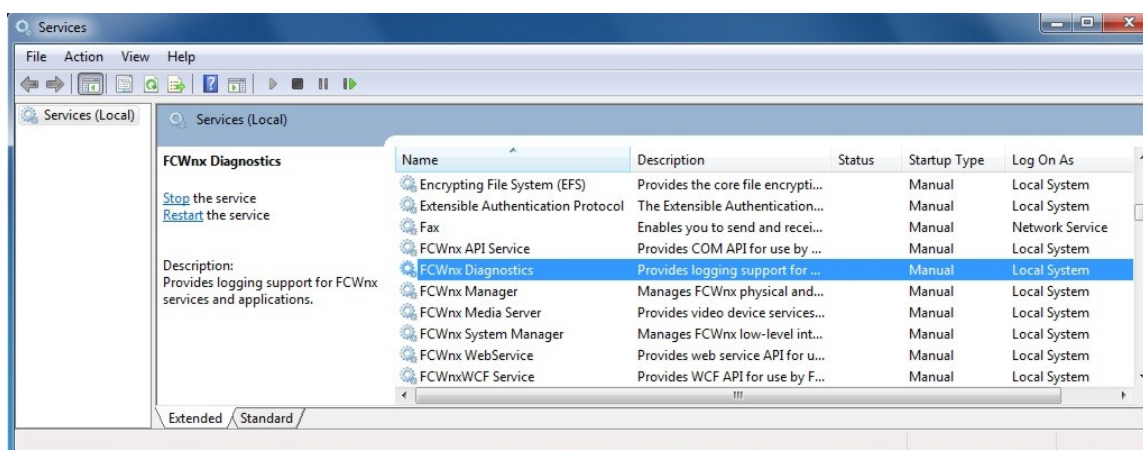 Services
File Action View Help
Services (Local)
Services (Local)
FCWnx Diagnostics
Stop the service
Restart the service
Description:
Provides logging support for FCWnx
services and applications.
Name Description Status Startup Type Log On As
Encrypting File System (EFS) Provides the core file encrypti... Manual Local System
Extensible Authentication Protocol The Extensible Authentication... Manual Local System
Fax Enables you to send and recei... Manual Network Service
FCWnx API Service Provides COM API for use by ... Manual Local System
FCWnx Diagnostics Provides logging support for ... Manual Local System
FCWnx Manager Manages FCWnx physical and... Manual Local System
FCWnx Media Server Provides video device services... Manual Local System
FCWnx System Manager Manages FCWnx low-level int... Manual Local System
FCWnx WebService Provides web service API for u... Manual Local System
FCWnxWCF Service Provides WCF API for use by F... Manual Local System
Extended Standard